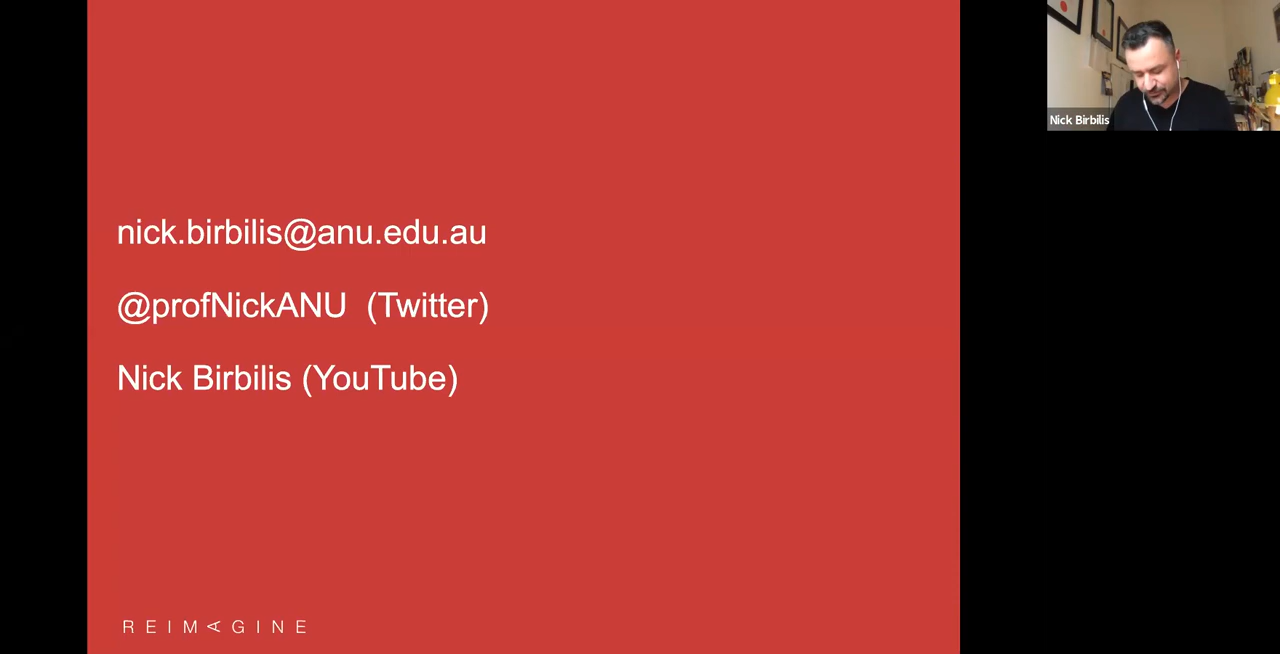 nick.birbilis@anu.edu.au
@profNickANU (Twitter)
Nick Birbilis (YouTube)
REIMAGINE
Nick Birbilis